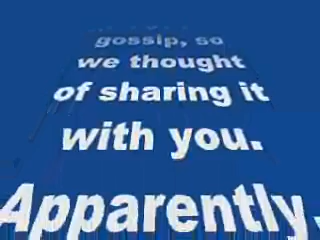 gossip, so
we thought
of sharing it
with you.
Apparently,